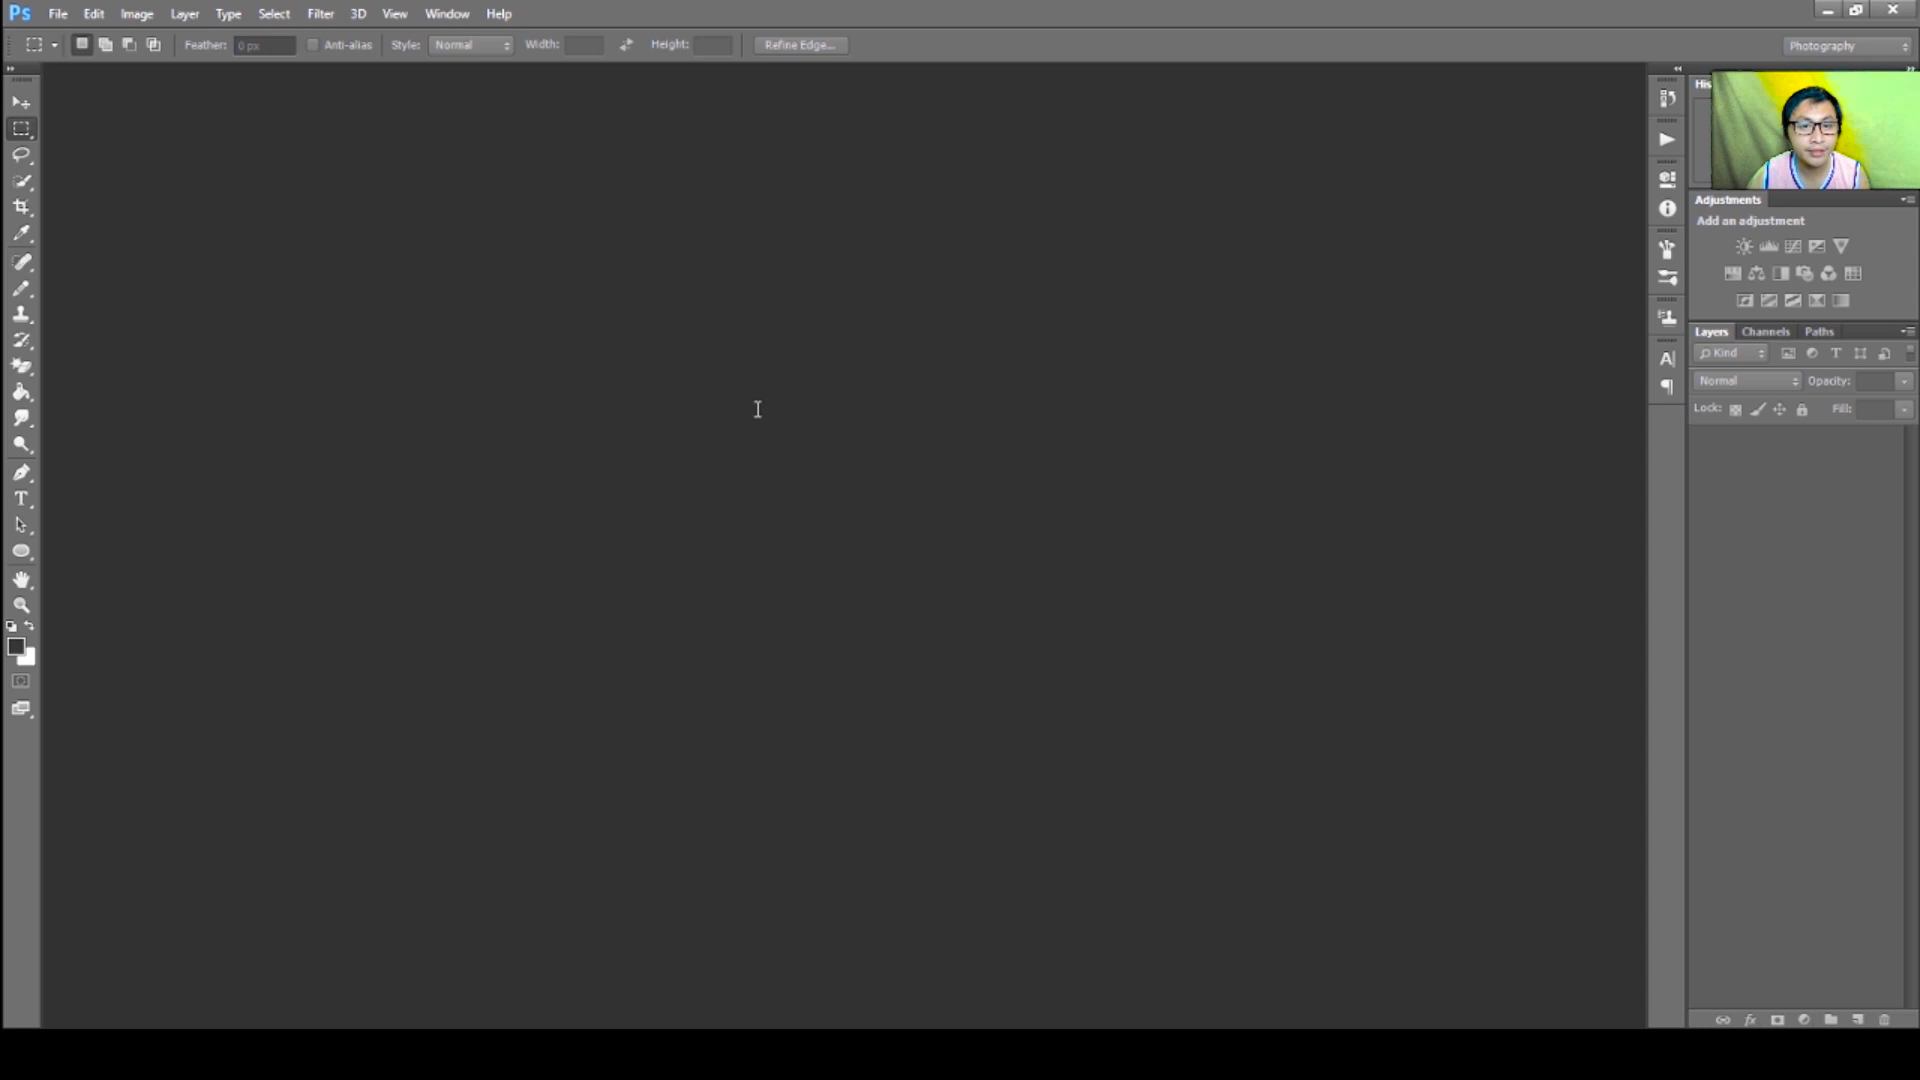 Ps File Edit Image Layer Type Select Filter 3D View Window Help
Feather: 0 px Anti-alias Style: Normal Width: Height: Refine Edge... Photography
Adjustments
Add an adjustment
Layers Channels Paths
Kind T
Normal Opacity:
Lock: Fill:
fx